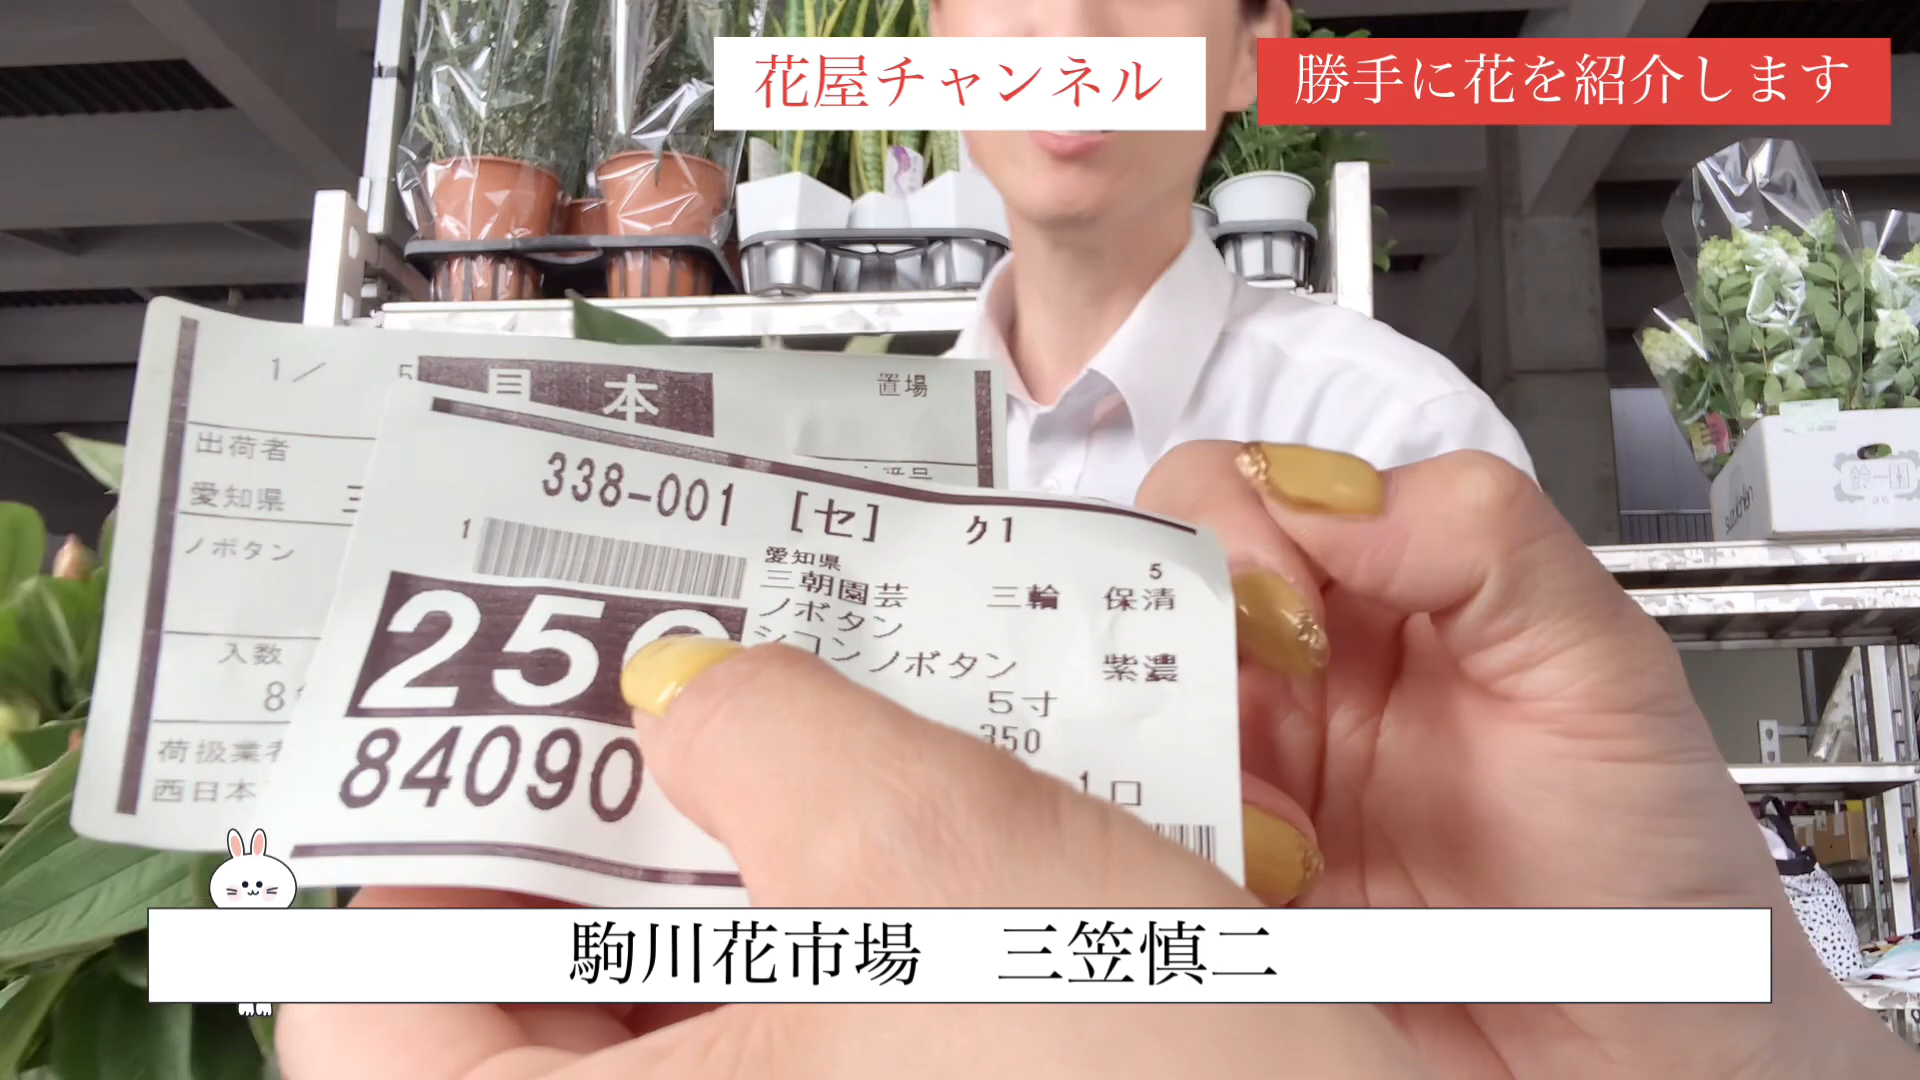 花屋チャンネル
勝手に花を紹介します
1/ 5
日本
置場
出荷者
愛知県 三
ノボタン
入数
8
荷扱業者
西日本
338-001 [セ] ク1
1
愛知県
5
三朝園芸 三輪 保清
25
ノボタン
シコンノボタン 紫濃
5寸
350
84090
1口
駒川花市場 三笠慎二